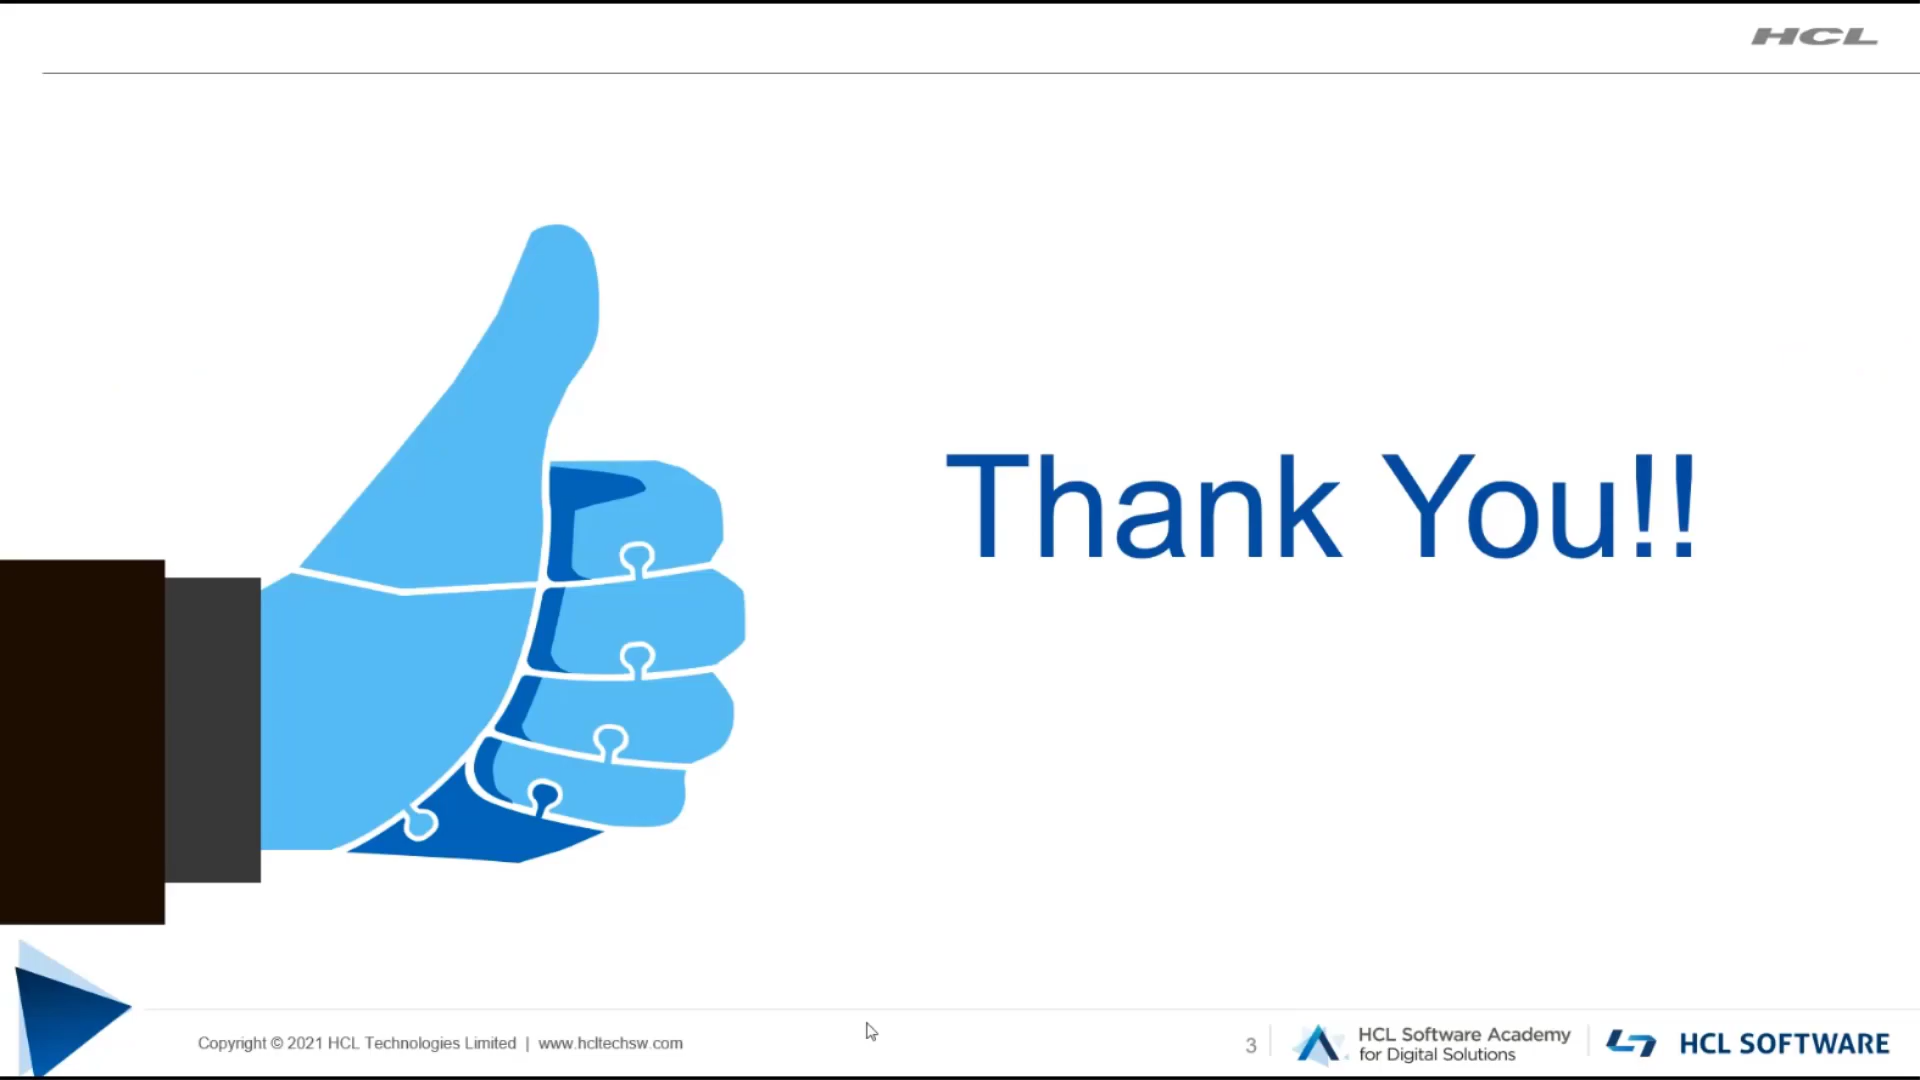 HCL
Thank You!!
Copyright © 2021 HCL Technologies Limited | www.hcltechsw.com
3
HCL Software Academy
for Digital Solutions
HCL SOFTWARE